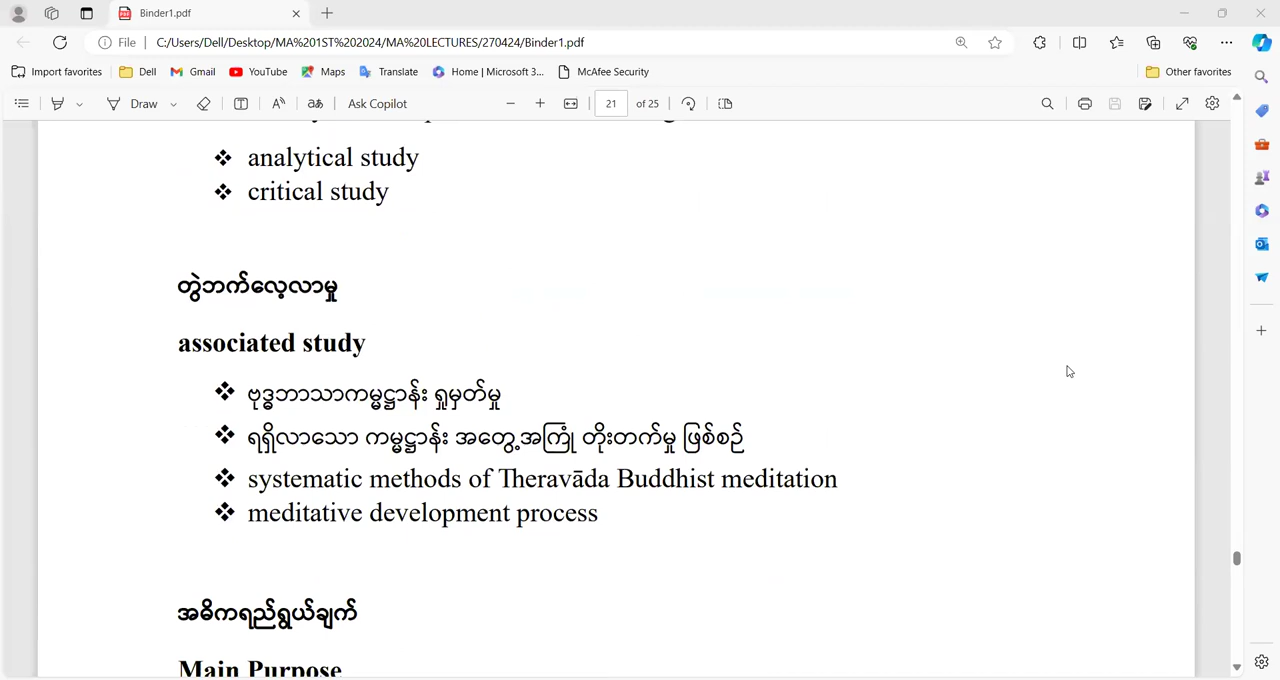 Binder1.pdf
File C:/Users/Dell/Desktop/MA%201ST%202024/MA%20LECTURES/270424/Binder1.pdf
Import favorites Dell Gmail YouTube Maps Translate Home | Microsoft 3... McAfee Security Other favorites
Draw Ask Copilot 21 of 25
❖ analytical study
❖ critical study
တွဲဘက်လေ့လာမှု
associated study
❖ ဗုဒ္ဓဘာသာကမ္မဋ္ဌာန်း ရှုမှတ်မှု
❖ ရရှိလာသော ကမ္မဋ္ဌာန်း အတွေ့အကြုံ တိုးတက်မှု ဖြစ်စဉ်
❖ systematic methods of Theravāda Buddhist meditation
❖ meditative development process
အဓိကရည်ရွယ်ချက်
Main Purpose